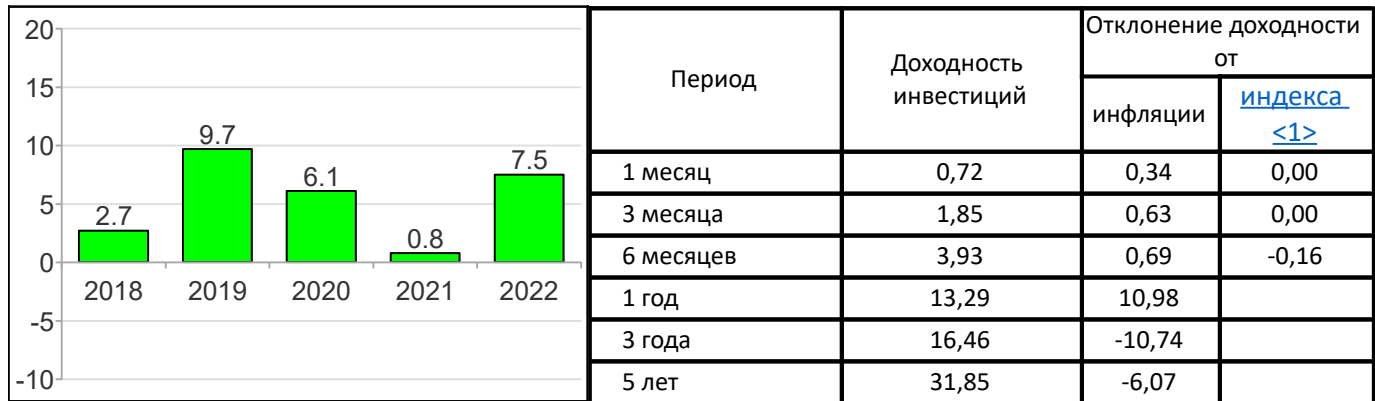 20
15
10
5
0
-5
-10
2.7
9.7
6.1
0.8
7.5
2018 2019 2020 2021 2022
Период
Доходность
инвестиций
Отклонение доходности
от
инфляции
индекса
<1>
1 месяц 0,72 0,34 0,00
3 месяца 1,85 0,63 0,00
6 месяцев 3,93 0,69 -0,16
1 год 13,29 10,98
3 года 16,46 -10,74
5 лет 31,85 -6,07